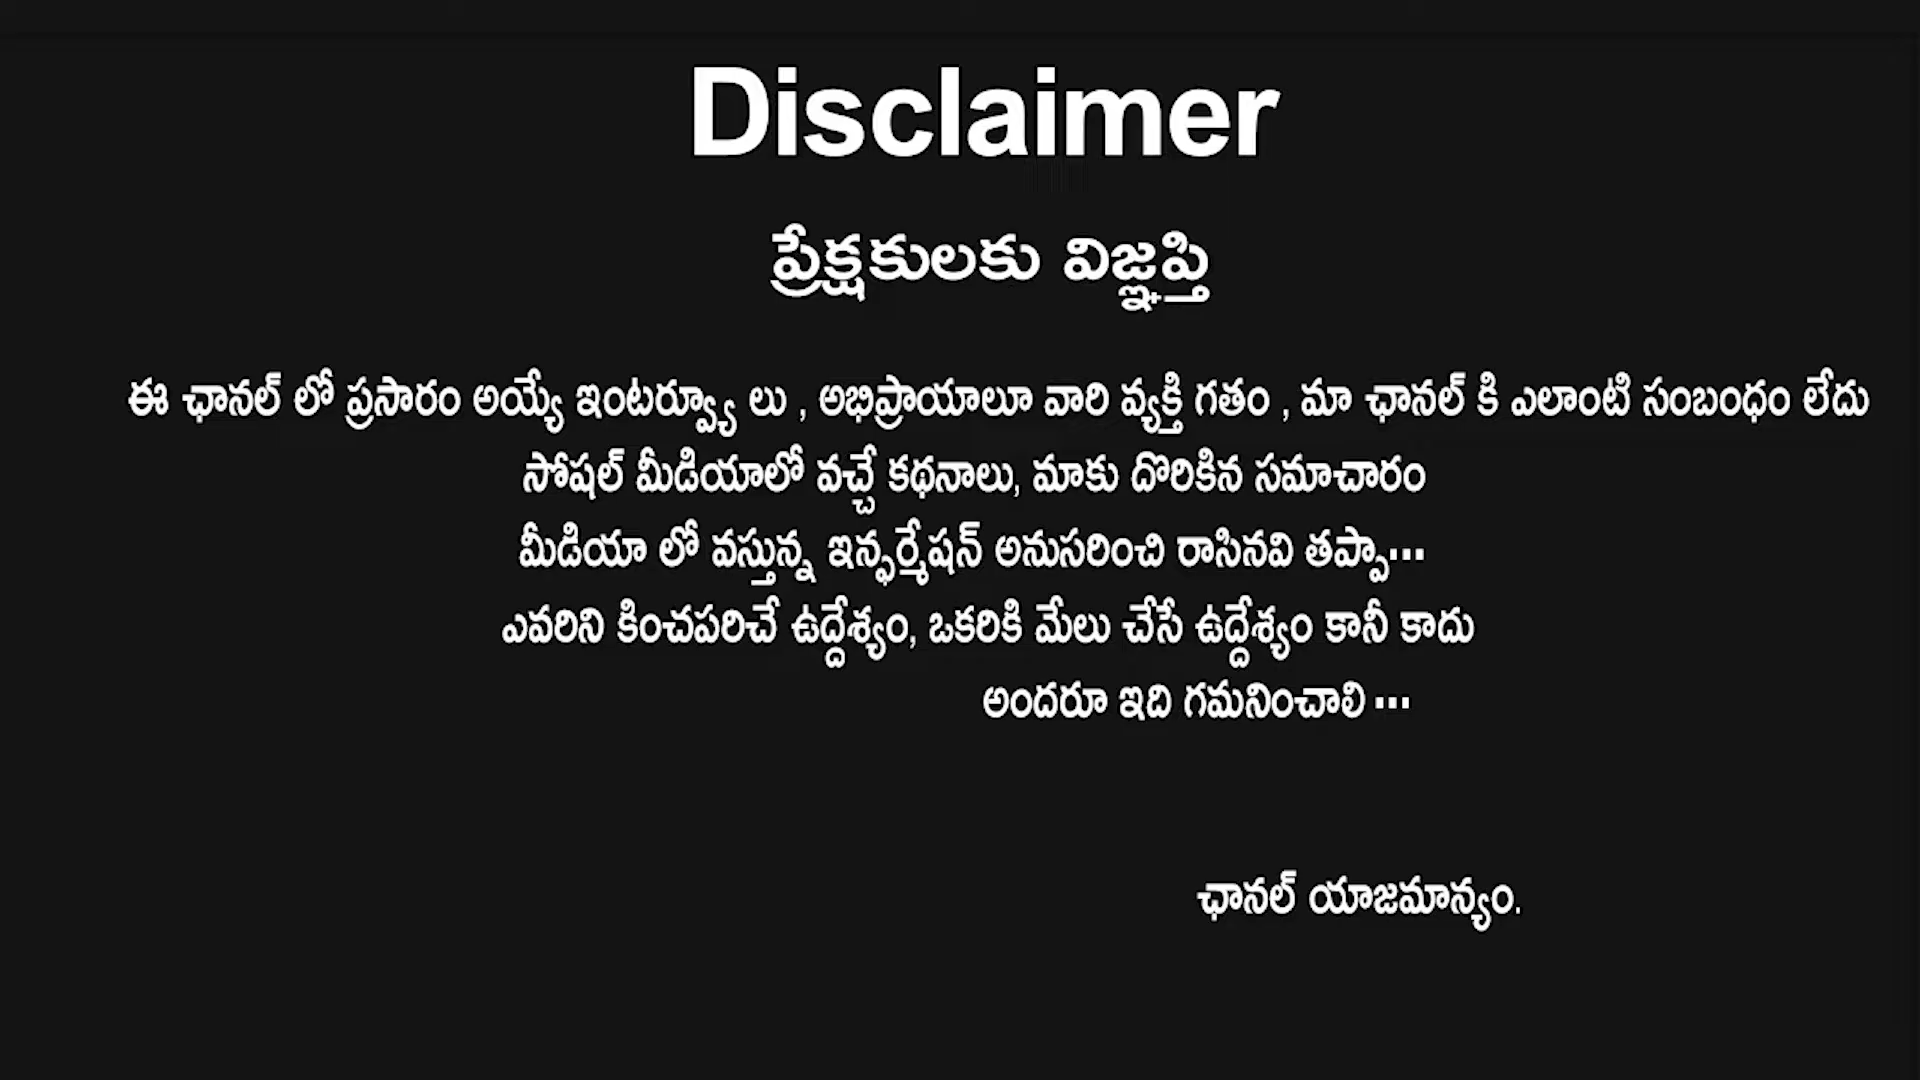 Disclaimer
ప్రేక్షకులకు విజ్ఞప్తి
ఈ ఛానల్ లో ప్రసారం అయ్యే ఇంటర్వ్యూ లు , అభిప్రాయాలూ వారి వ్యక్తి గతం , మా ఛానల్ కి ఎలాంటి సంబంధం లేదు
సోషల్ మీడియాలో వచ్చే కథనాలు, మాకు దొరికిన సమాచారం
మీడియా లో వస్తున్న ఇన్ఫర్మేషన్ అనుసరించి రాసినవి తప్పా...
ఎవరిని కించపరిచే ఉద్దేశ్యం, ఒకరికి మేలు చేసే ఉద్దేశ్యం కానీ కాదు
అందరూ ఇది గమనించాలి...
ఛానల్ యాజమాన్యం.